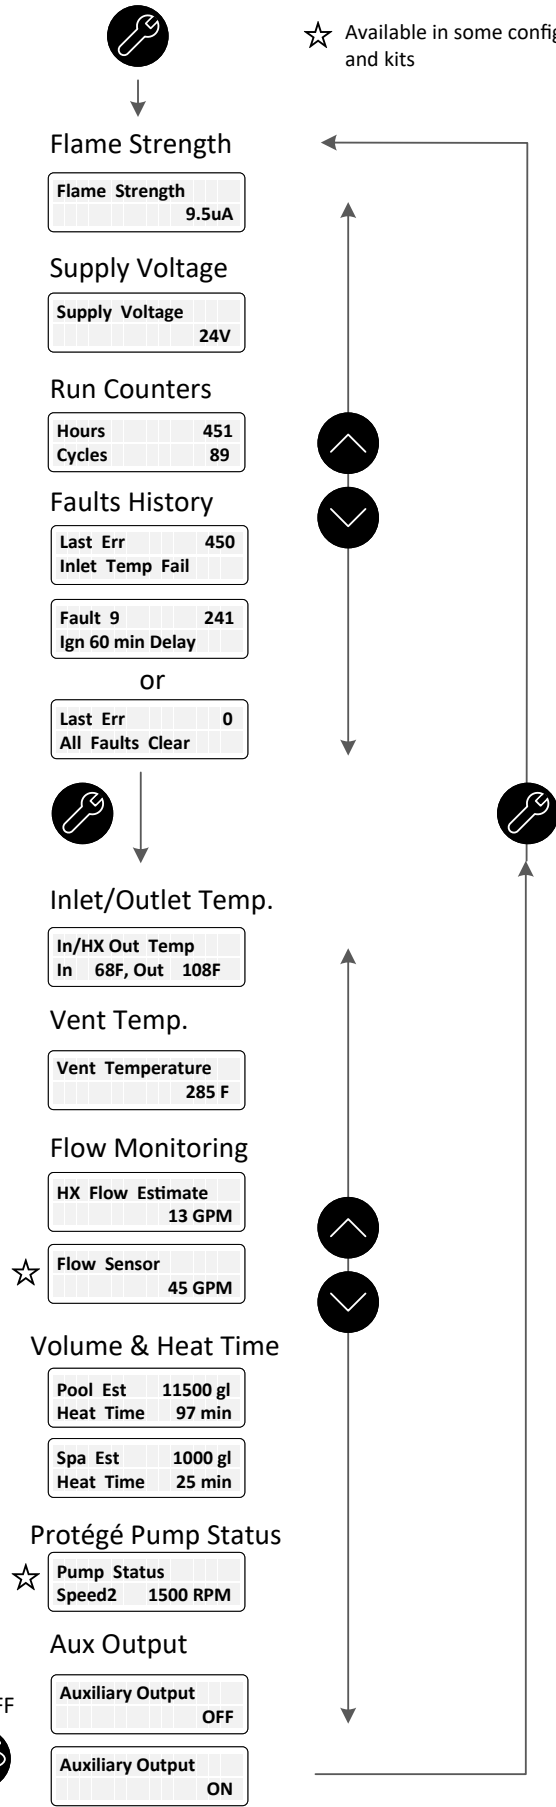 Available in some
and kits
Flame Strength
Flame Strength
9.5uA
Supply Voltage
Supply Voltage
24V
Run Counters
Hours 451
Cycles 89
Faults History
Last Err 450
Inlet Temp Fail
Fault 9 241
Ign 60 min Delay
or
Last Err 0
All Faults Clear
Inlet/Outlet Temp.
In/HX Out Temp
In 68F, Out 108F
Vent Temp.
Vent Temperature
285 F
Flow Monitoring
HX Flow Estimate
13 GPM
Flow Sensor
45 GPM
Volume & Heat Time
Pool Est 11500 gl
Heat Time 97 min
Spa Est 1000 gl
Heat Time 25 min
Protégé Pump Status
Pump Status
Speed2 1500 RPM
Aux Output
Auxiliary Output
OFF
Auxiliary Output
ON